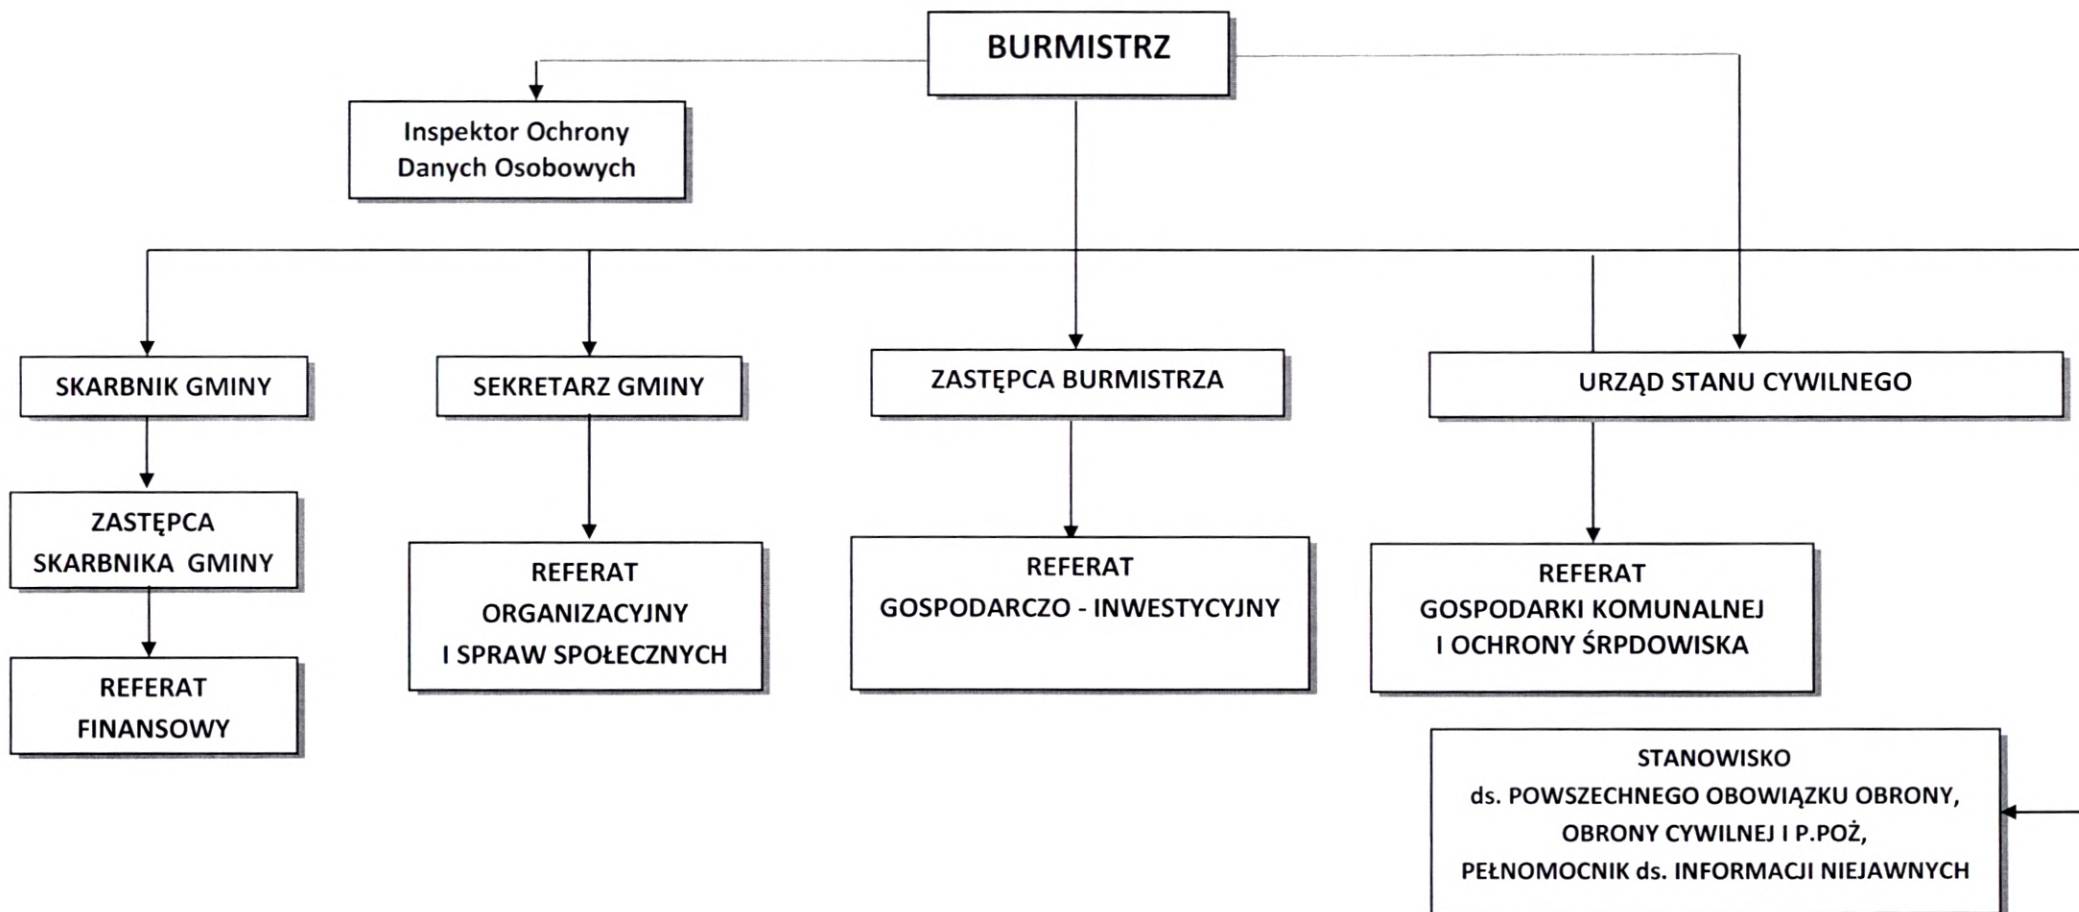 BURMISTRZ
Inspektor Ochrony
Danych Osobowych
SKARBNIK GMINY
SEKRETARZ GMINY
ZASTĘPCA BURMISTRZA
URZĄD STANU CYWILNEGO
ZASTĘPCA
SKARBNIKA GMINY
REFERAT
ORGANIZACYJNY
I SPRAW SPOŁECZNYCH
REFERAT
GOSPODARCZO - INWESTYCYJNY
REFERAT
GOSPODARKI KOMUNALNEJ
I OCHRONY ŚRPDOWISKA
REFERAT
FINANSOWY
STANOWISKO
ds. POWSZECHNEGO OBOWIĄZKU OBRONY,
OBRONY CYWILNEJ I P.POŻ,
PEŁNOMOCNIK ds. INFORMACJI NIEJAWNYCH